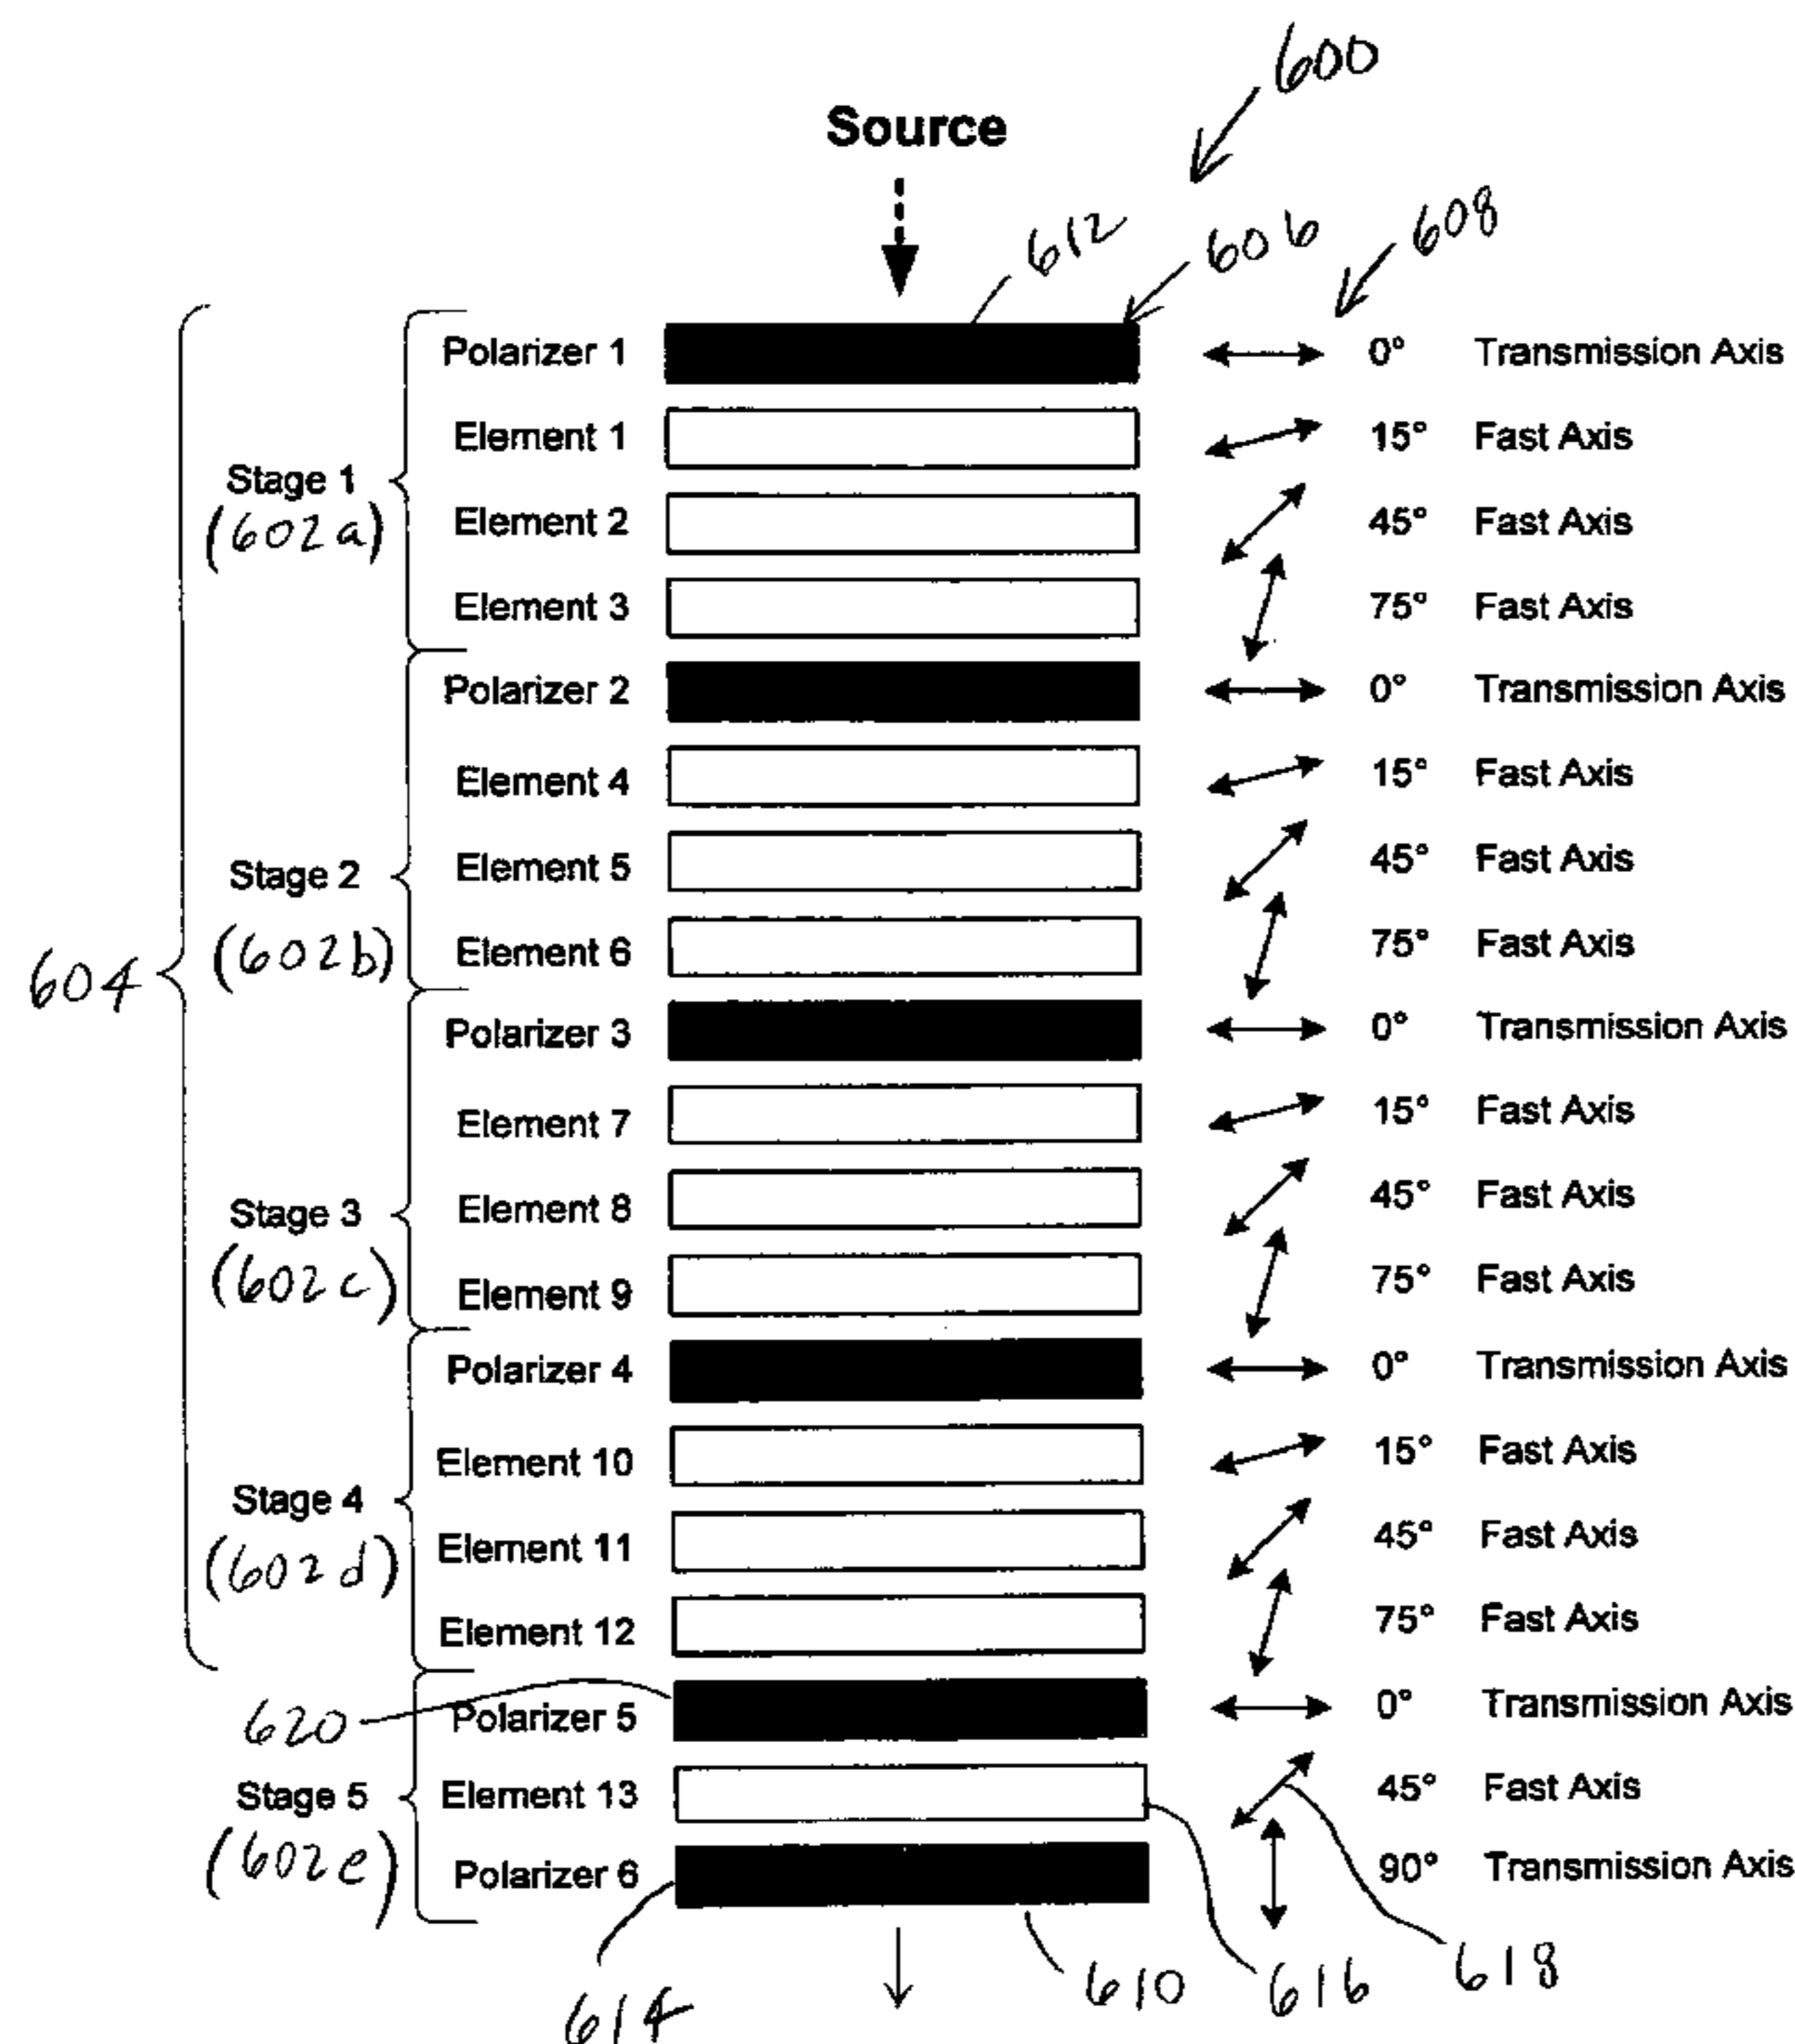 600
Source
612
606
608
Polarizer 1 0° Transmission Axis
Element 1 15° Fast Axis
Stage 1
(602a)
Element 2 45° Fast Axis
Element 3 75° Fast Axis
Polarizer 2 0° Transmission Axis
Element 4 15° Fast Axis
Stage 2
(602b)
Element 5 45° Fast Axis
Element 6 75° Fast Axis
604
Polarizer 3 0° Transmission Axis
Element 7 15° Fast Axis
Stage 3
(602c)
Element 8 45° Fast Axis
Element 9 75° Fast Axis
Polarizer 4 0° Transmission Axis
Element 10 15° Fast Axis
Stage 4
(602d)
Element 11 45° Fast Axis
Element 12 75° Fast Axis
620
Polarizer 5 0° Transmission Axis
Stage 5
(602e)
Element 13 45° Fast Axis
Polarizer 6 90° Transmission Axis
614
610
616
618